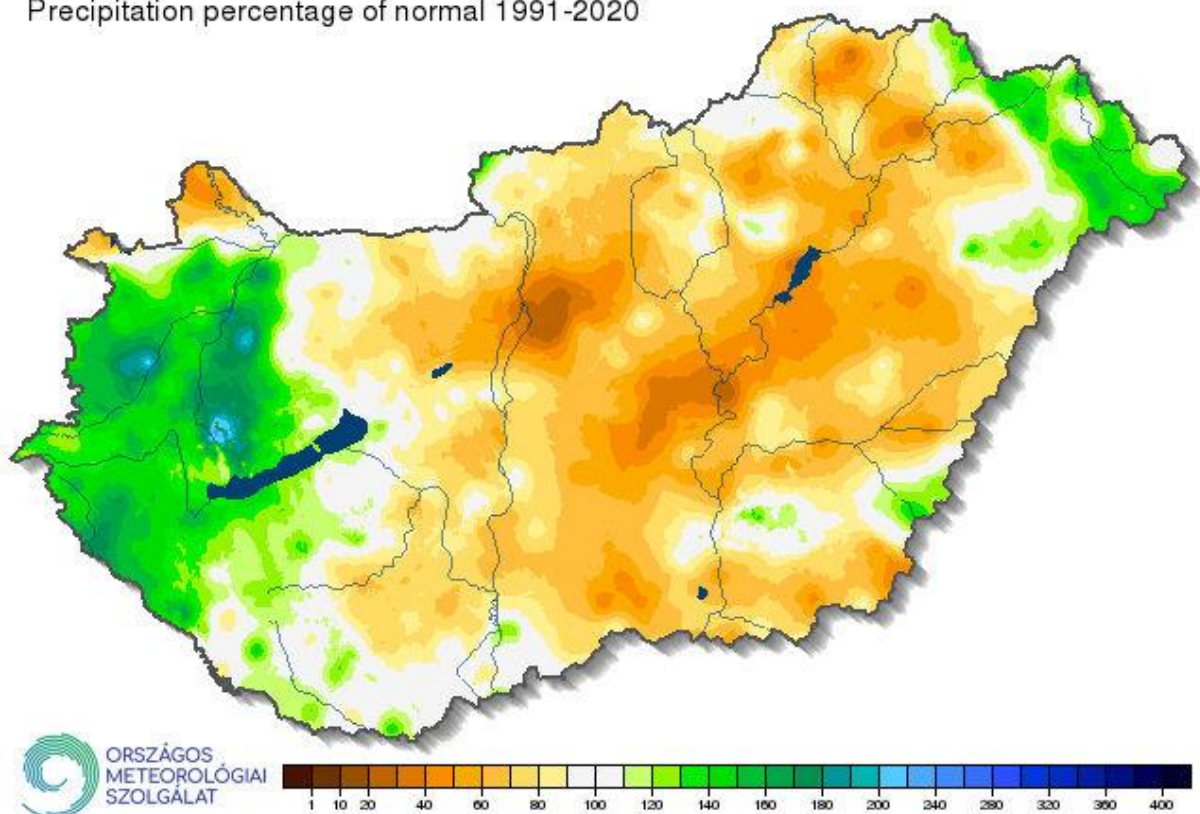 Precipitation percentage of normal 1991-2020
ORSZÁGOS
METEOROLÓGIAI
SZOLGÁLAT
1 10 20 40 60 80 100 120 140 160 180 200 240 280 320 360 400